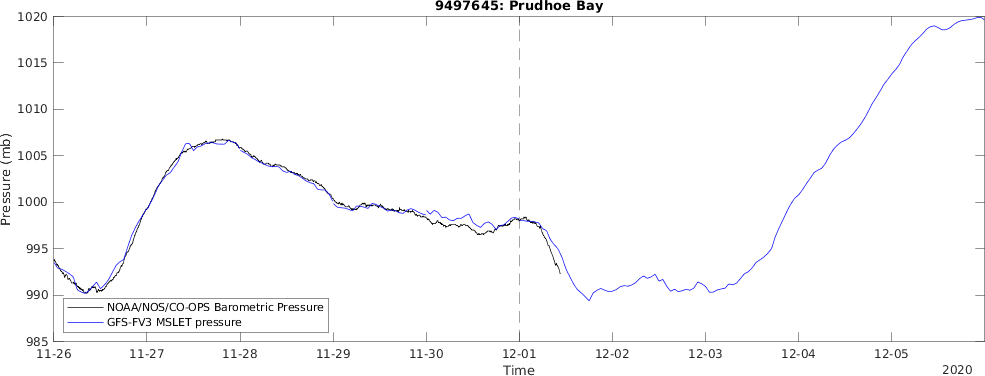 9497645: Prudhoe Bay
1020
1015
1010
1005
1000
995
990
985
Pressure (mb)
NOAA/NOS/CO-OPS Barometric Pressure
GFS-FV3 MSLET pressure
11-26 11-27 11-28 11-29 11-30 12-01 12-02 12-03 12-04 12-05
Time
2020